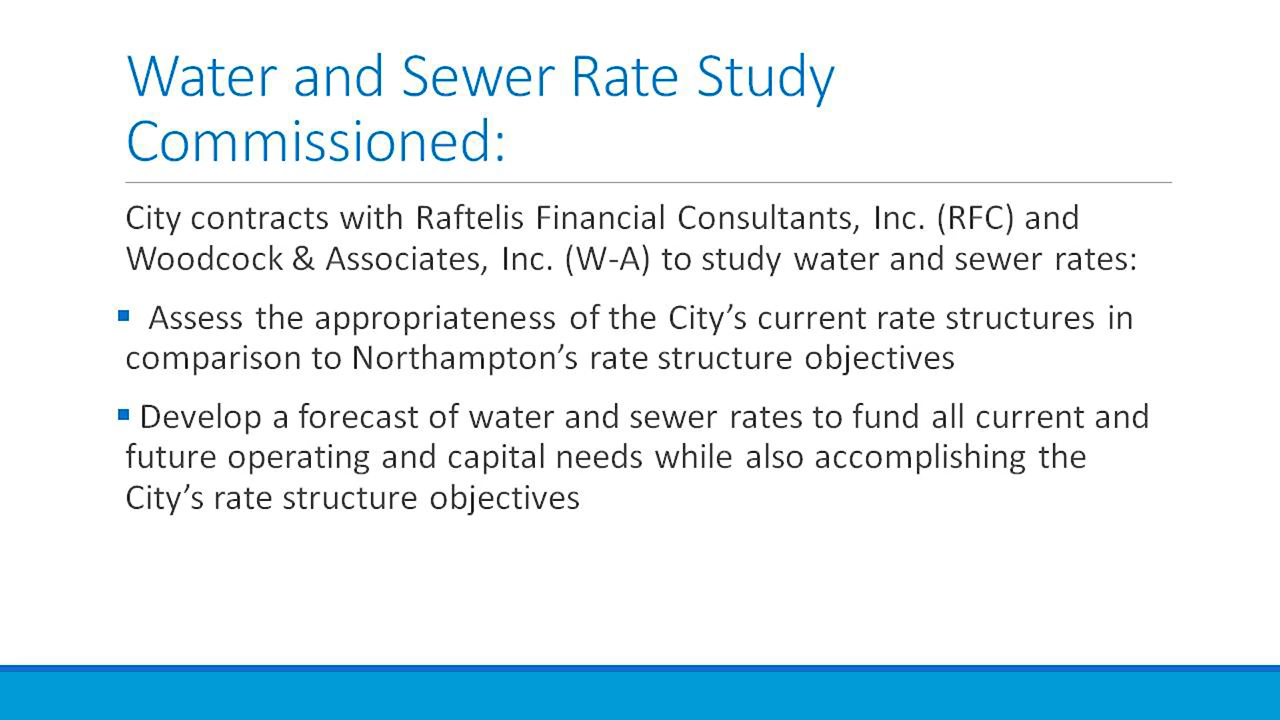 Water and Sewer Rate Study
Commissioned:
City contracts with Raftelis Financial Consultants, Inc. (RFC) and
Woodcock & Associates, Inc. (W-A) to study water and sewer rates:
▪ Assess the appropriateness of the City’s current rate structures in
comparison to Northampton’s rate structure objectives
▪ Develop a forecast of water and sewer rates to fund all current and
future operating and capital needs while also accomplishing the
City’s rate structure objectives